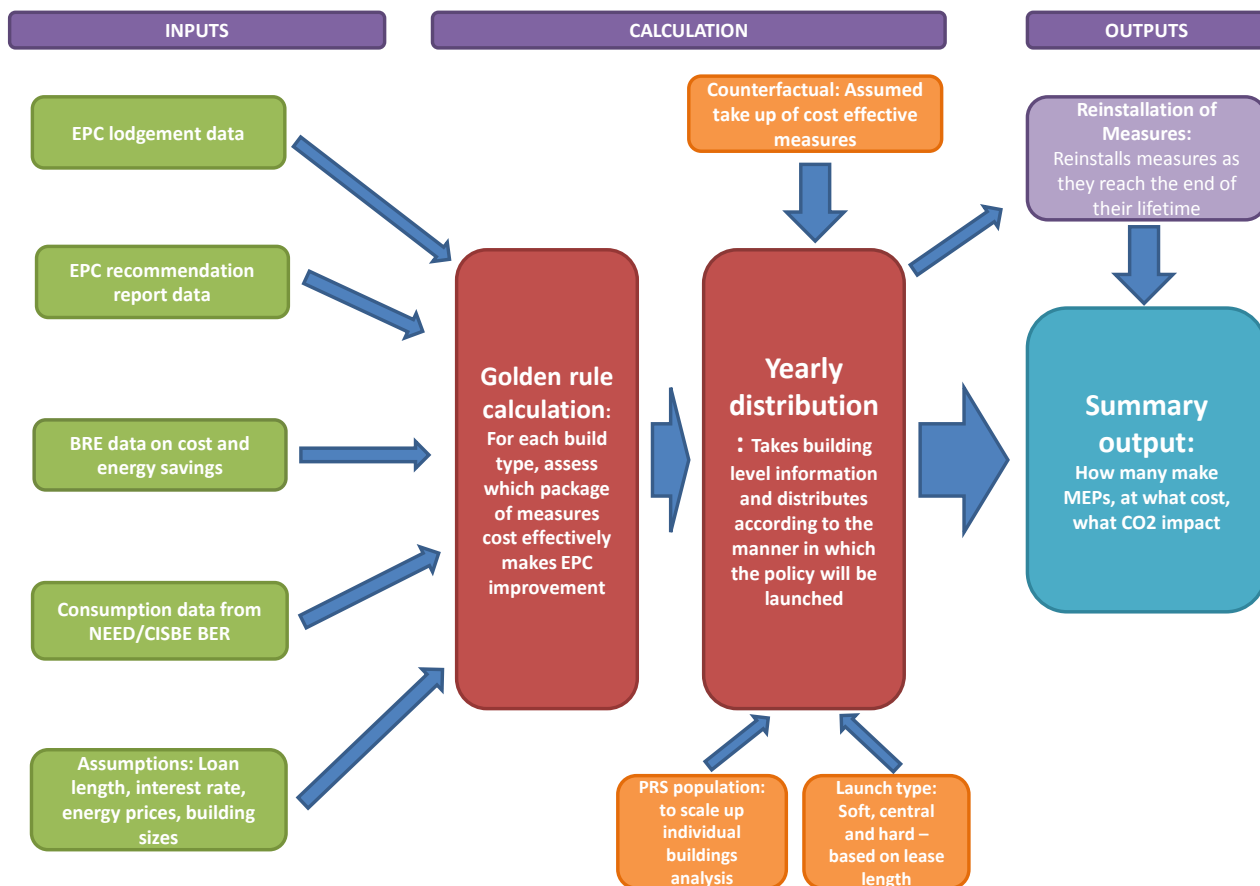 INPUTS
CALCULATION
OUTPUTS
EPC lodgement data
EPC recommendation
report data
BRE data on cost and
energy savings
Consumption data from
NEED/CISBE BER
Assumptions: Loan
length, interest rate,
energy prices, building
sizes
Golden rule
calculation:
For each build
type, assess
which package
of measures
cost effectively
makes EPC
improvement
Counterfactual: Assumed
take up of cost effective
measures
Yearly
distribution
: Takes building
level information
and distributes
according to the
manner in which
the policy will be
launched
PRS population:
to scale up
individual
buildings
analysis
Launch type:
Soft, central
and hard –
based on lease
length
Reinstallation of
Measures:
Reinstalls measures as
they reach the end of
their lifetime
Summary
output:
How many make
MEPs, at what cost,
what CO2 impact